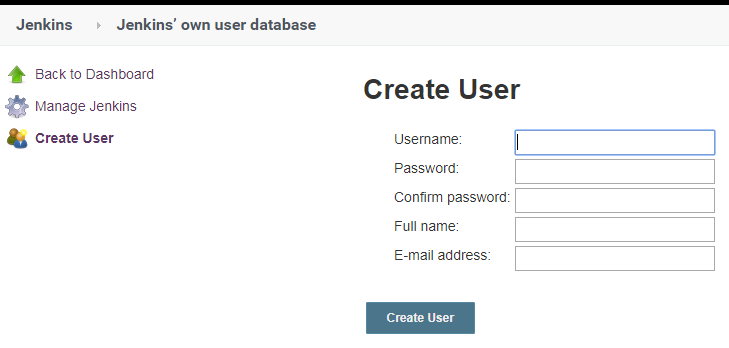 Jenkins Jenkins’ own user database
Back to Dashboard
Manage Jenkins
Create User
Create User
Username:
Password:
Confirm password:
Full name:
E-mail address:
Create User